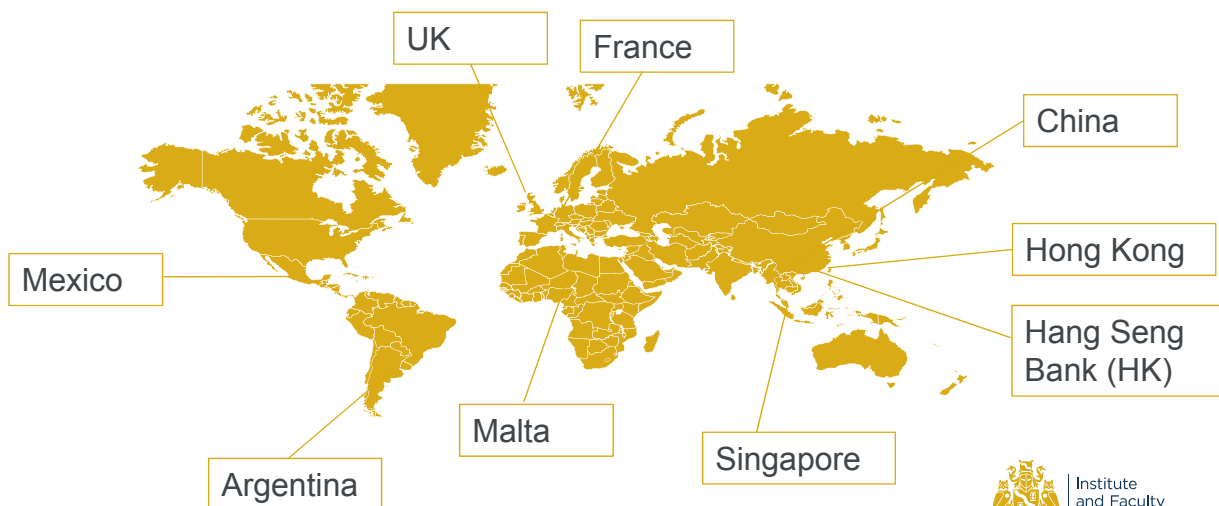 UK
France
China
Hong Kong
Mexico
Hang Seng
Bank (HK)
Malta
Singapore
Argentina
Institute
and Faculty